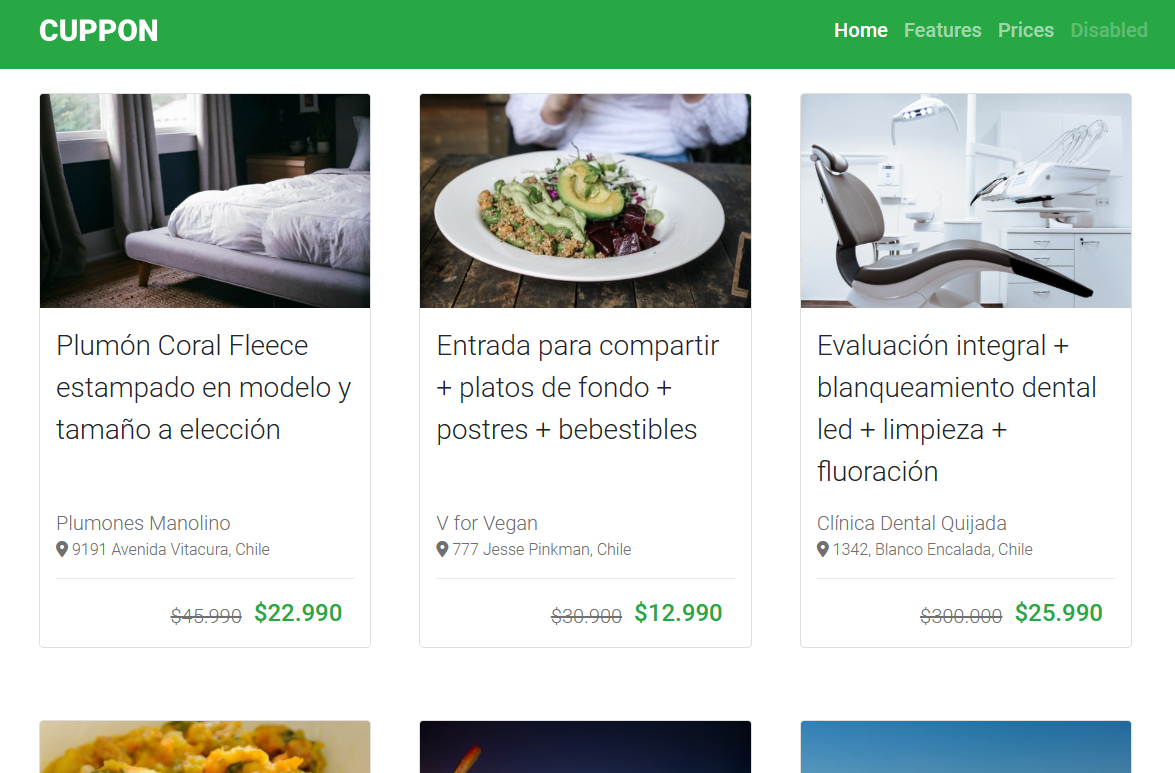 CUPPON
Home Features Prices Disabled
Plumón Coral Fleece
estampado en modelo y
tamaño a elección
Plumones Manolino
9191 Avenida Vitacura, Chile
$45.990 $22.990
Entrada para compartir
+ platos de fondo +
postres + bebestibles
V for Vegan
777 Jesse Pinkman, Chile
$30.900 $12.990
Evaluación integral +
blanqueamiento dental
led + limpieza +
fluoración
Clínica Dental Quijada
1342, Blanco Encalada, Chile
$300.000 $25.990